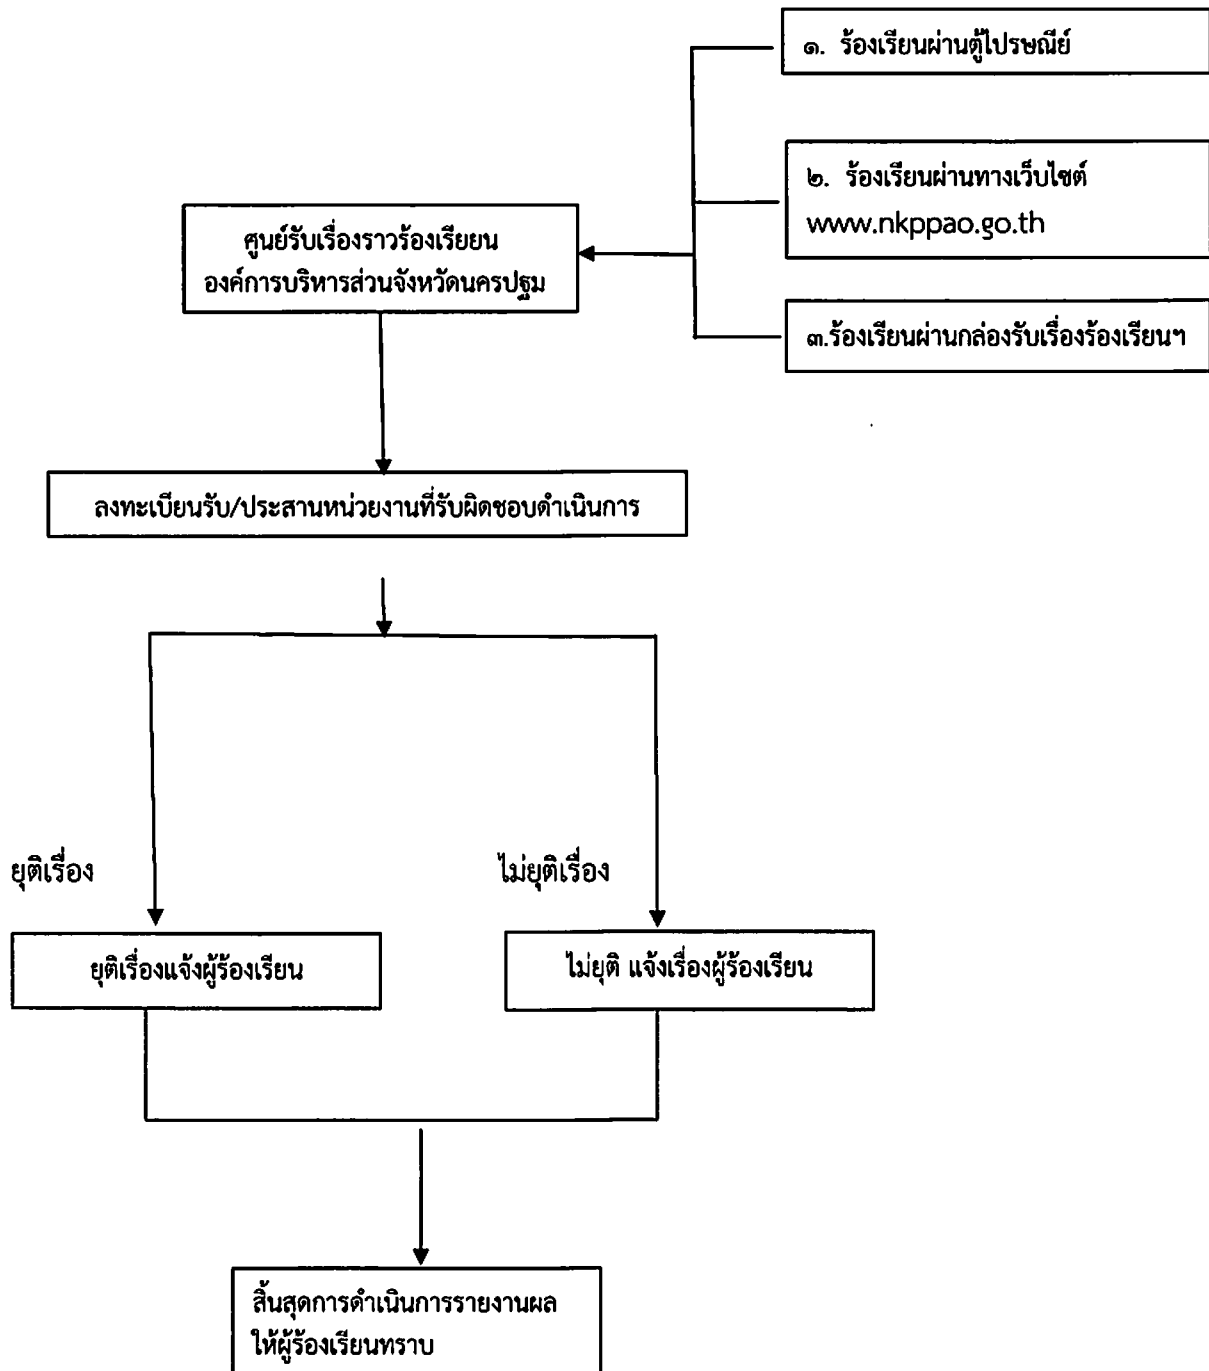 ๑. ร้องเรียนผ่านตู้ไปรษณีย์
๒. ร้องเรียนผ่านทางเว็บไซต์
www.nkppao.go.th
๓.ร้องเรียนผ่านกล่องรับเรื่องร้องเรียนฯ
ศูนย์รับเรื่องราวร้องเรียยน
องค์การบริหารส่วนจังหวัดนครปฐม
ลงทะเบียนรับ/ประสานหน่วยงานที่รับผิดชอบดำเนินการ
ยุติเรื่อง
ไม่ยุติเรื่อง
ยุติเรื่องแจ้งผู้ร้องเรียน
ไม่ยุติ แจ้งเรื่องผู้ร้องเรียน
สิ้นสุดการดำเนินการรายงานผล
ให้ผู้ร้องเรียนทราบ